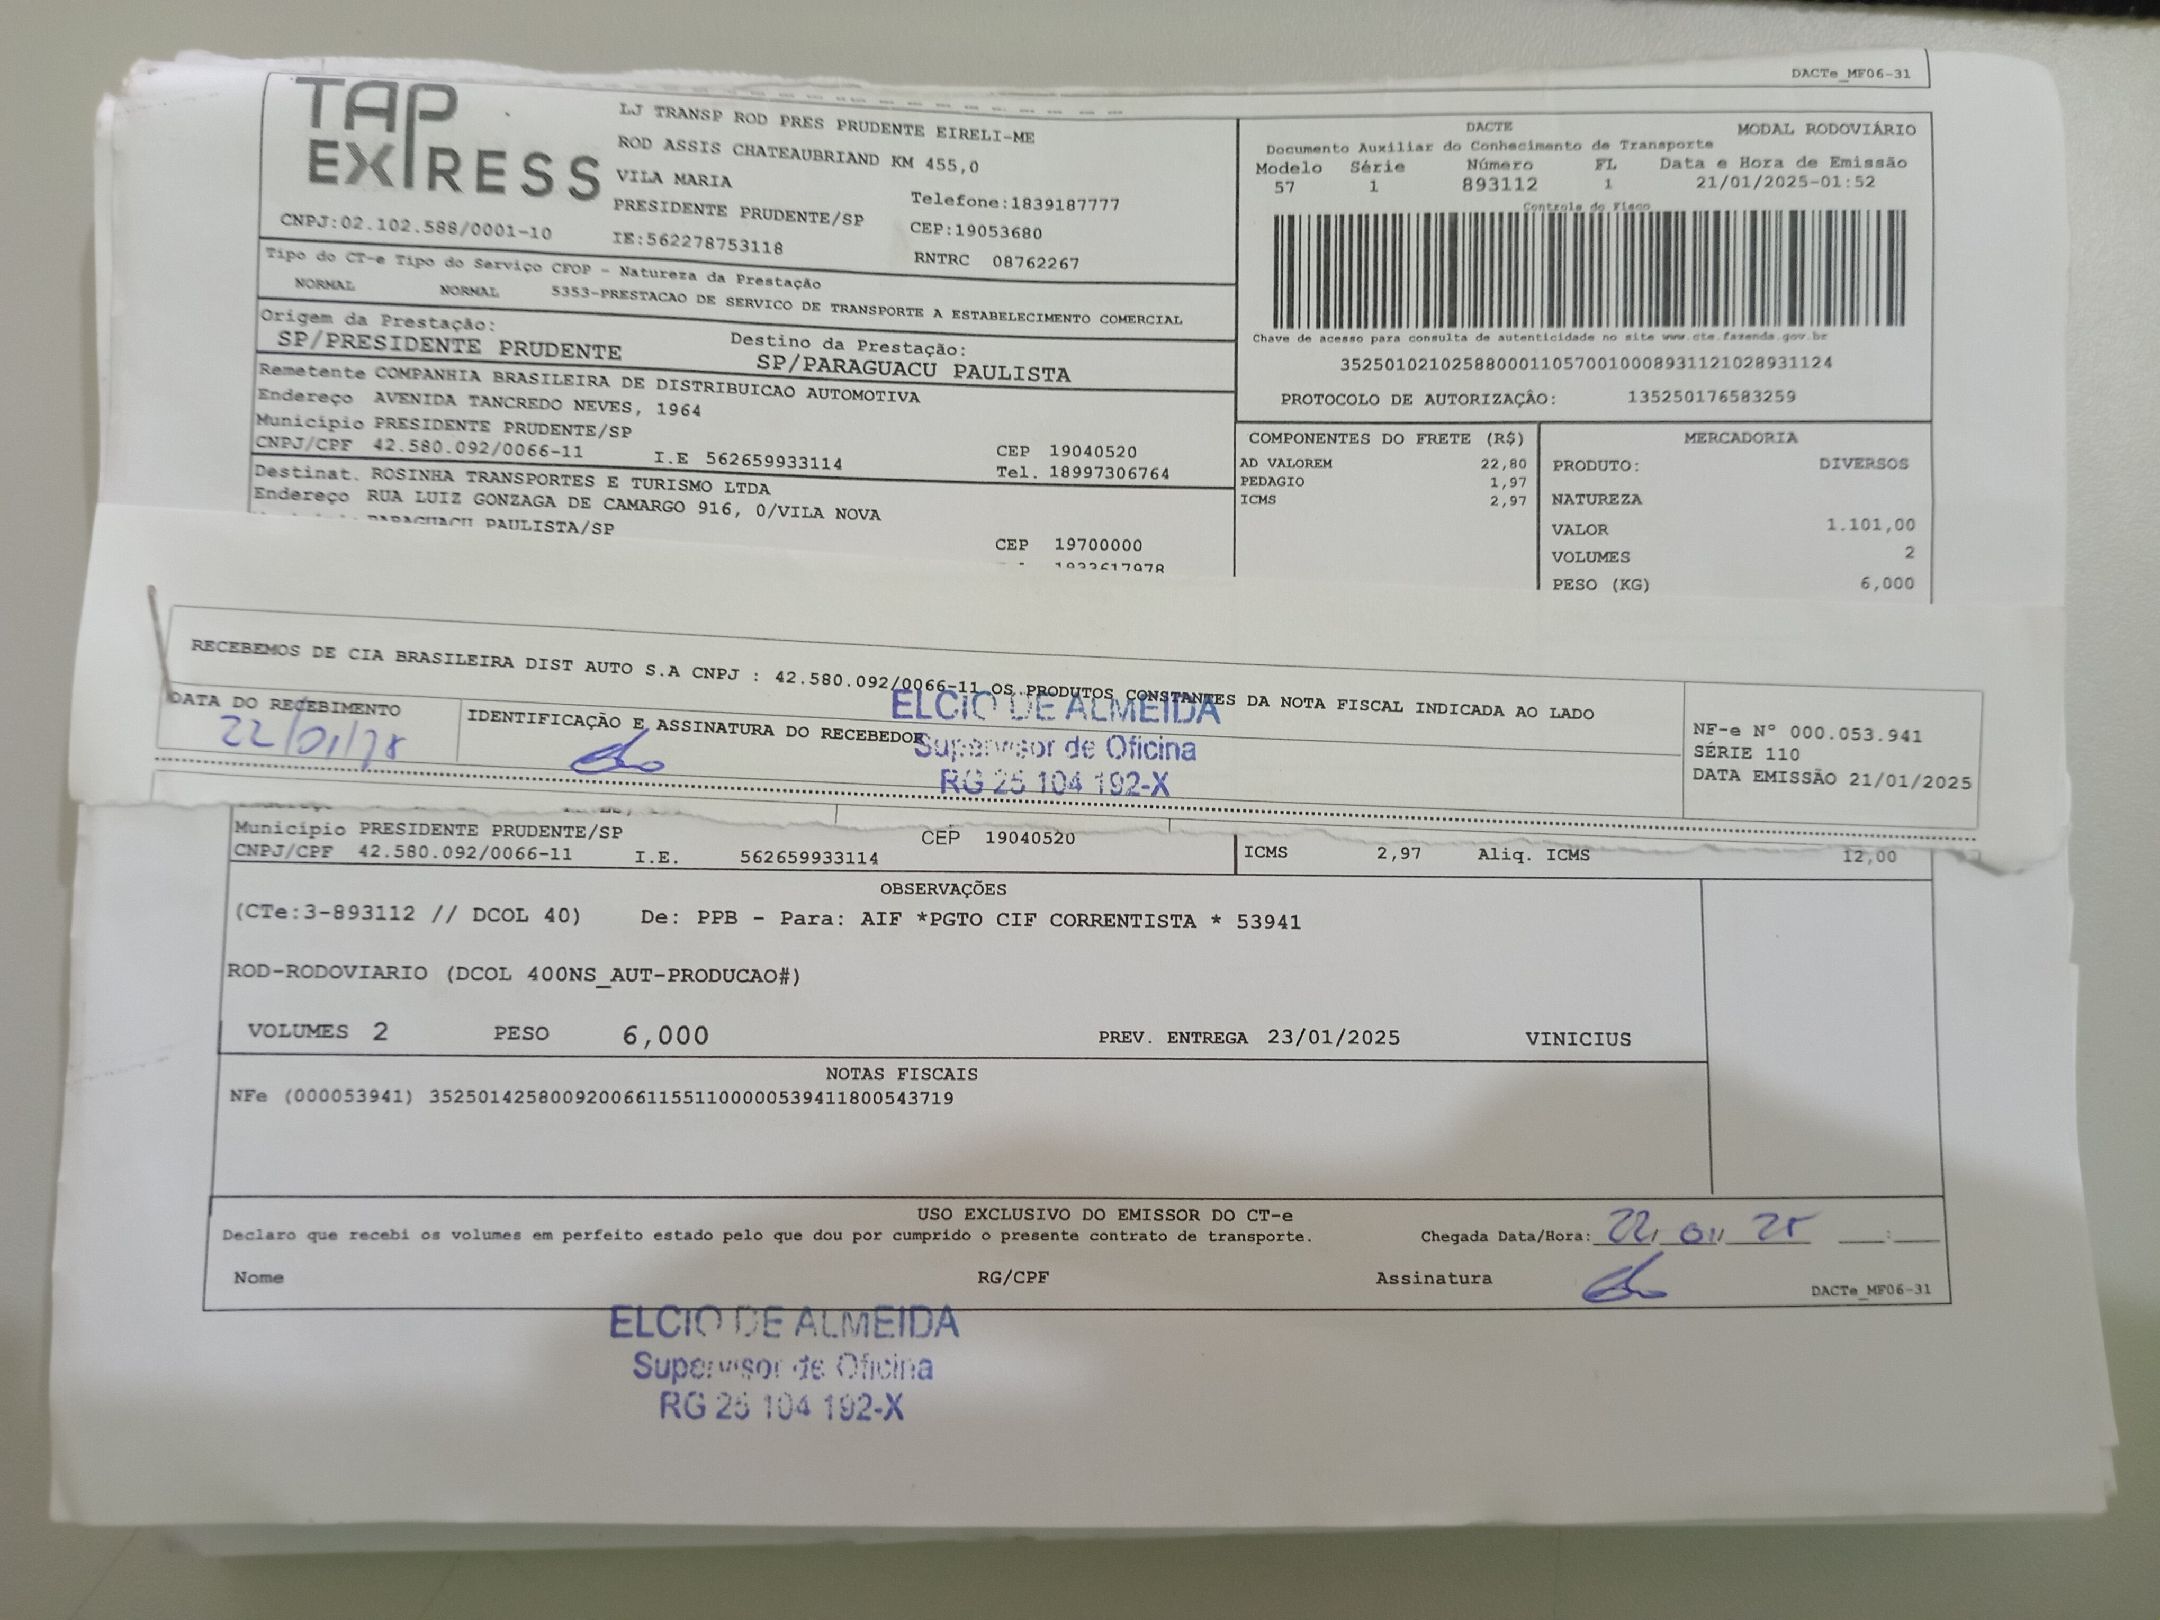 DACTe_MF06-31
TAP
EXPRESS
CNPJ:02.102.588/0001-10
LJ TRANSP ROD PRES PRUDENTE EIRELI-ME
ROD ASSIS CHATEAUBRIAND KM 455,0
VILA MARIA
PRESIDENTE PRUDENTE/SP
IE:562278753118
Telefone:1839187777
CEP:19053680
RNTRC 08762267
DACTE MODAL RODOVIÁRIO
Documento Auxiliar do Conhecimento de Transporte
Modelo Série Número FL Data e Hora de Emissão
57 1 893112 1 21/01/2025-01:52
Controle do Fisco
Chave de acesso para consulta de autenticidade no site www.cte.fazenda.gov.br
35250102102588000110570010008931121028931124
PROTOCOLO DE AUTORIZAÇÃO: 135250176583259
Tipo do CT-e Tipo do Serviço CFOP - Natureza da Prestação
NORMAL NORMAL 5353-PRESTACAO DE SERVICO DE TRANSPORTE A ESTABELECIMENTO COMERCIAL
Origem da Prestação: Destino da Prestação:
SP/PRESIDENTE PRUDENTE SP/PARAGUACU PAULISTA
Remetente COMPANHIA BRASILEIRA DE DISTRIBUICAO AUTOMOTIVA
Endereço AVENIDA TANCREDO NEVES, 1964
Município PRESIDENTE PRUDENTE/SP CEP 19040520
CNPJ/CPF 42.580.092/0066-11 I.E 562659933114 Tel. 18997306764
Destinat. ROSINHA TRANSPORTES E TURISMO LTDA
Endereço RUA LUIZ GONZAGA DE CAMARGO 916, 0/VILA NOVA
PARAGUACU PAULISTA/SP CEP 19700000
COMPONENTES DO FRETE (R$)
AD VALOREM 22,80
PEDAGIO 1,97
ICMS 2,97
MERCADORIA
PRODUTO: DIVERSOS
NATUREZA
VALOR 1.101,00
VOLUMES 2
PESO (KG) 6,000
RECEBEMOS DE CIA BRASILEIRA DIST AUTO S.A CNPJ : 42.580.092/0066-11 OS PRODUTOS CONSTANTES DA NOTA FISCAL INDICADA AO LADO
DATA DO RECEBIMENTO
22/01/25
IDENTIFICAÇÃO E ASSINATURA DO RECEBEDOR
ELCIO DE ALMEIDA
Supervisor de Oficina
RG 25 104 192-X
NF-e Nº 000.053.941
SÉRIE 110
DATA EMISSÃO 21/01/2025
Município PRESIDENTE PRUDENTE/SP CEP 19040520
CNPJ/CPF 42.580.092/0066-11 I.E. 562659933114
ICMS 2,97 Aliq. ICMS 12,00
OBSERVAÇÕES
(CTe:3-893112 // DCOL 40) De: PPB - Para: AIF *PGTO CIF CORRENTISTA * 53941
ROD-RODOVIARIO (DCOL 400NS_AUT-PRODUCAO#)
VOLUMES 2 PESO 6,000 PREV. ENTREGA 23/01/2025 VINICIUS
NOTAS FISCAIS
NFe (000053941) 35250142580092006611551100000539411800543719
USO EXCLUSIVO DO EMISSOR DO CT-e
Declaro que recebi os volumes em perfeito estado pelo que dou por cumprido o presente contrato de transporte. Chegada Data/Hora: 22, 01, 25 __:__
Nome RG/CPF Assinatura
DACTe_MF06-31
ELCIO DE ALMEIDA
Supervisor de Oficina
RG 25 104 192-X